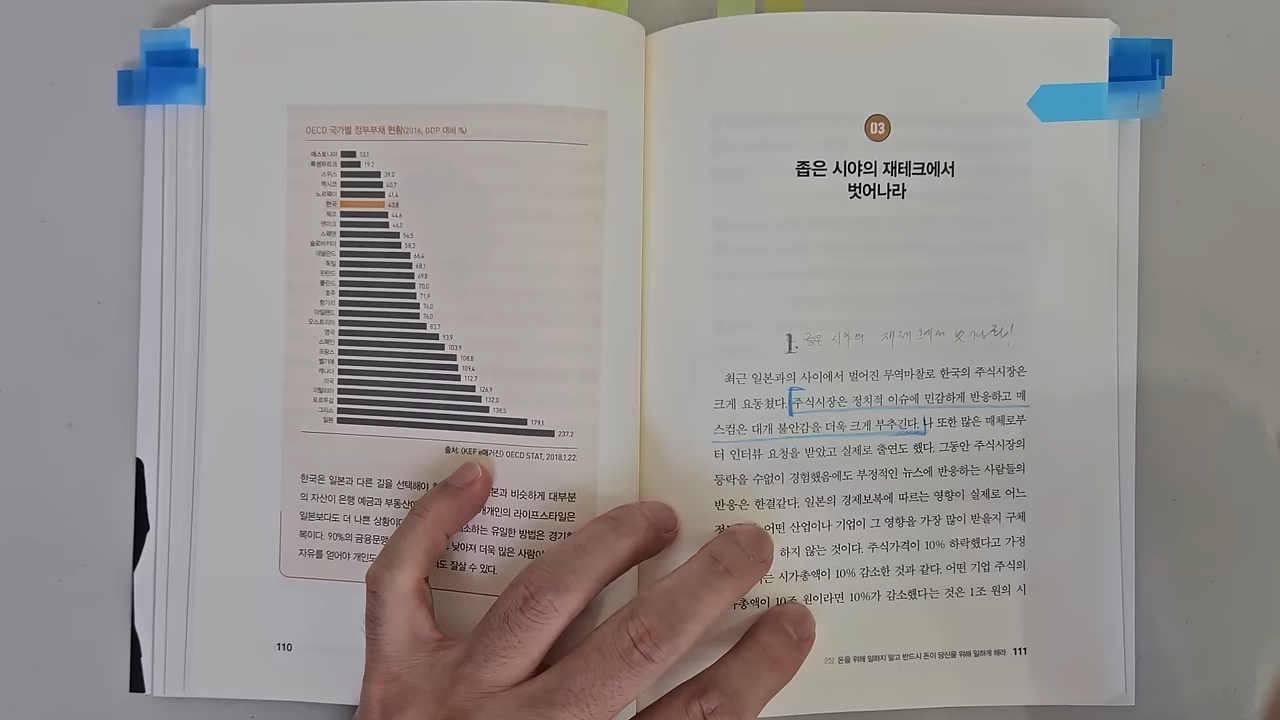 OECD 국가별 정부부채 현황(2016, GDP 대비 %)
에스토니아 13.1
룩셈부르크 19.2
스위스 39.0
멕시코 40.7
노르웨이 41.4
한국 43.8
체코 44.6
덴마크 46.0
스웨덴 56.5
슬로바키아 58.3
네덜란드 66.4
독일 68.1
핀란드 69.8
폴란드 70.0
호주 71.9
헝가리 76.0
아일랜드 76.0
오스트리아 83.7
영국 93.9
스페인 103.9
프랑스 108.8
벨기에 109.4
캐나다 112.7
미국 126.9
이탈리아 132.0
포르투갈 138.5
그리스 179.1
일본 237.2
출처: 〈KEF e매거진〉 OECD STAT, 2018.1.22.
한국은 일본과 다른 길을 선택해야 본과 비슷하게 대부분
의 자산이 은행 예금과 부동산에 개인의 라이프스타일은
일본보다도 더 나쁜 상황이다 소하는 유일한 방법은 경기회
복이다. 90%의 금융문맹 낮아져 더욱 많은 사람이
자유를 얻어야 개인도 도 잘살 수 있다.
110
03
좁은 시야의 재테크에서
벗어나라
1. 좁은 시야의 재테크에서 벗어나라!
최근 일본과의 사이에서 벌어진 무역마찰로 한국의 주식시장은
크게 요동쳤다. 주식시장은 정치적 이슈에 민감하게 반응하고 매
스컴은 대개 불안감을 더욱 크게 부추긴다. 나 또한 많은 매체로부
터 인터뷰 요청을 받았고 실제로 출연도 했다. 그동안 주식시장의
등락을 수없이 경험했음에도 부정적인 뉴스에 반응하는 사람들의
반응은 한결같다. 일본의 경제보복에 따르는 영향이 실제로 어느
어떤 산업이나 기업이 그 영향을 가장 많이 받을지 구체
하지 않는 것이다. 주식가격이 10% 하락했다고 가정
는 시가총액이 10% 감소한 것과 같다. 어떤 기업 주식의
가총액이 10조 원이라면 10%가 감소했다는 것은 1조 원의 시
2장 돈을 위해 일하지 말고 반드시 돈이 당신을 위해 일하게 해라 111